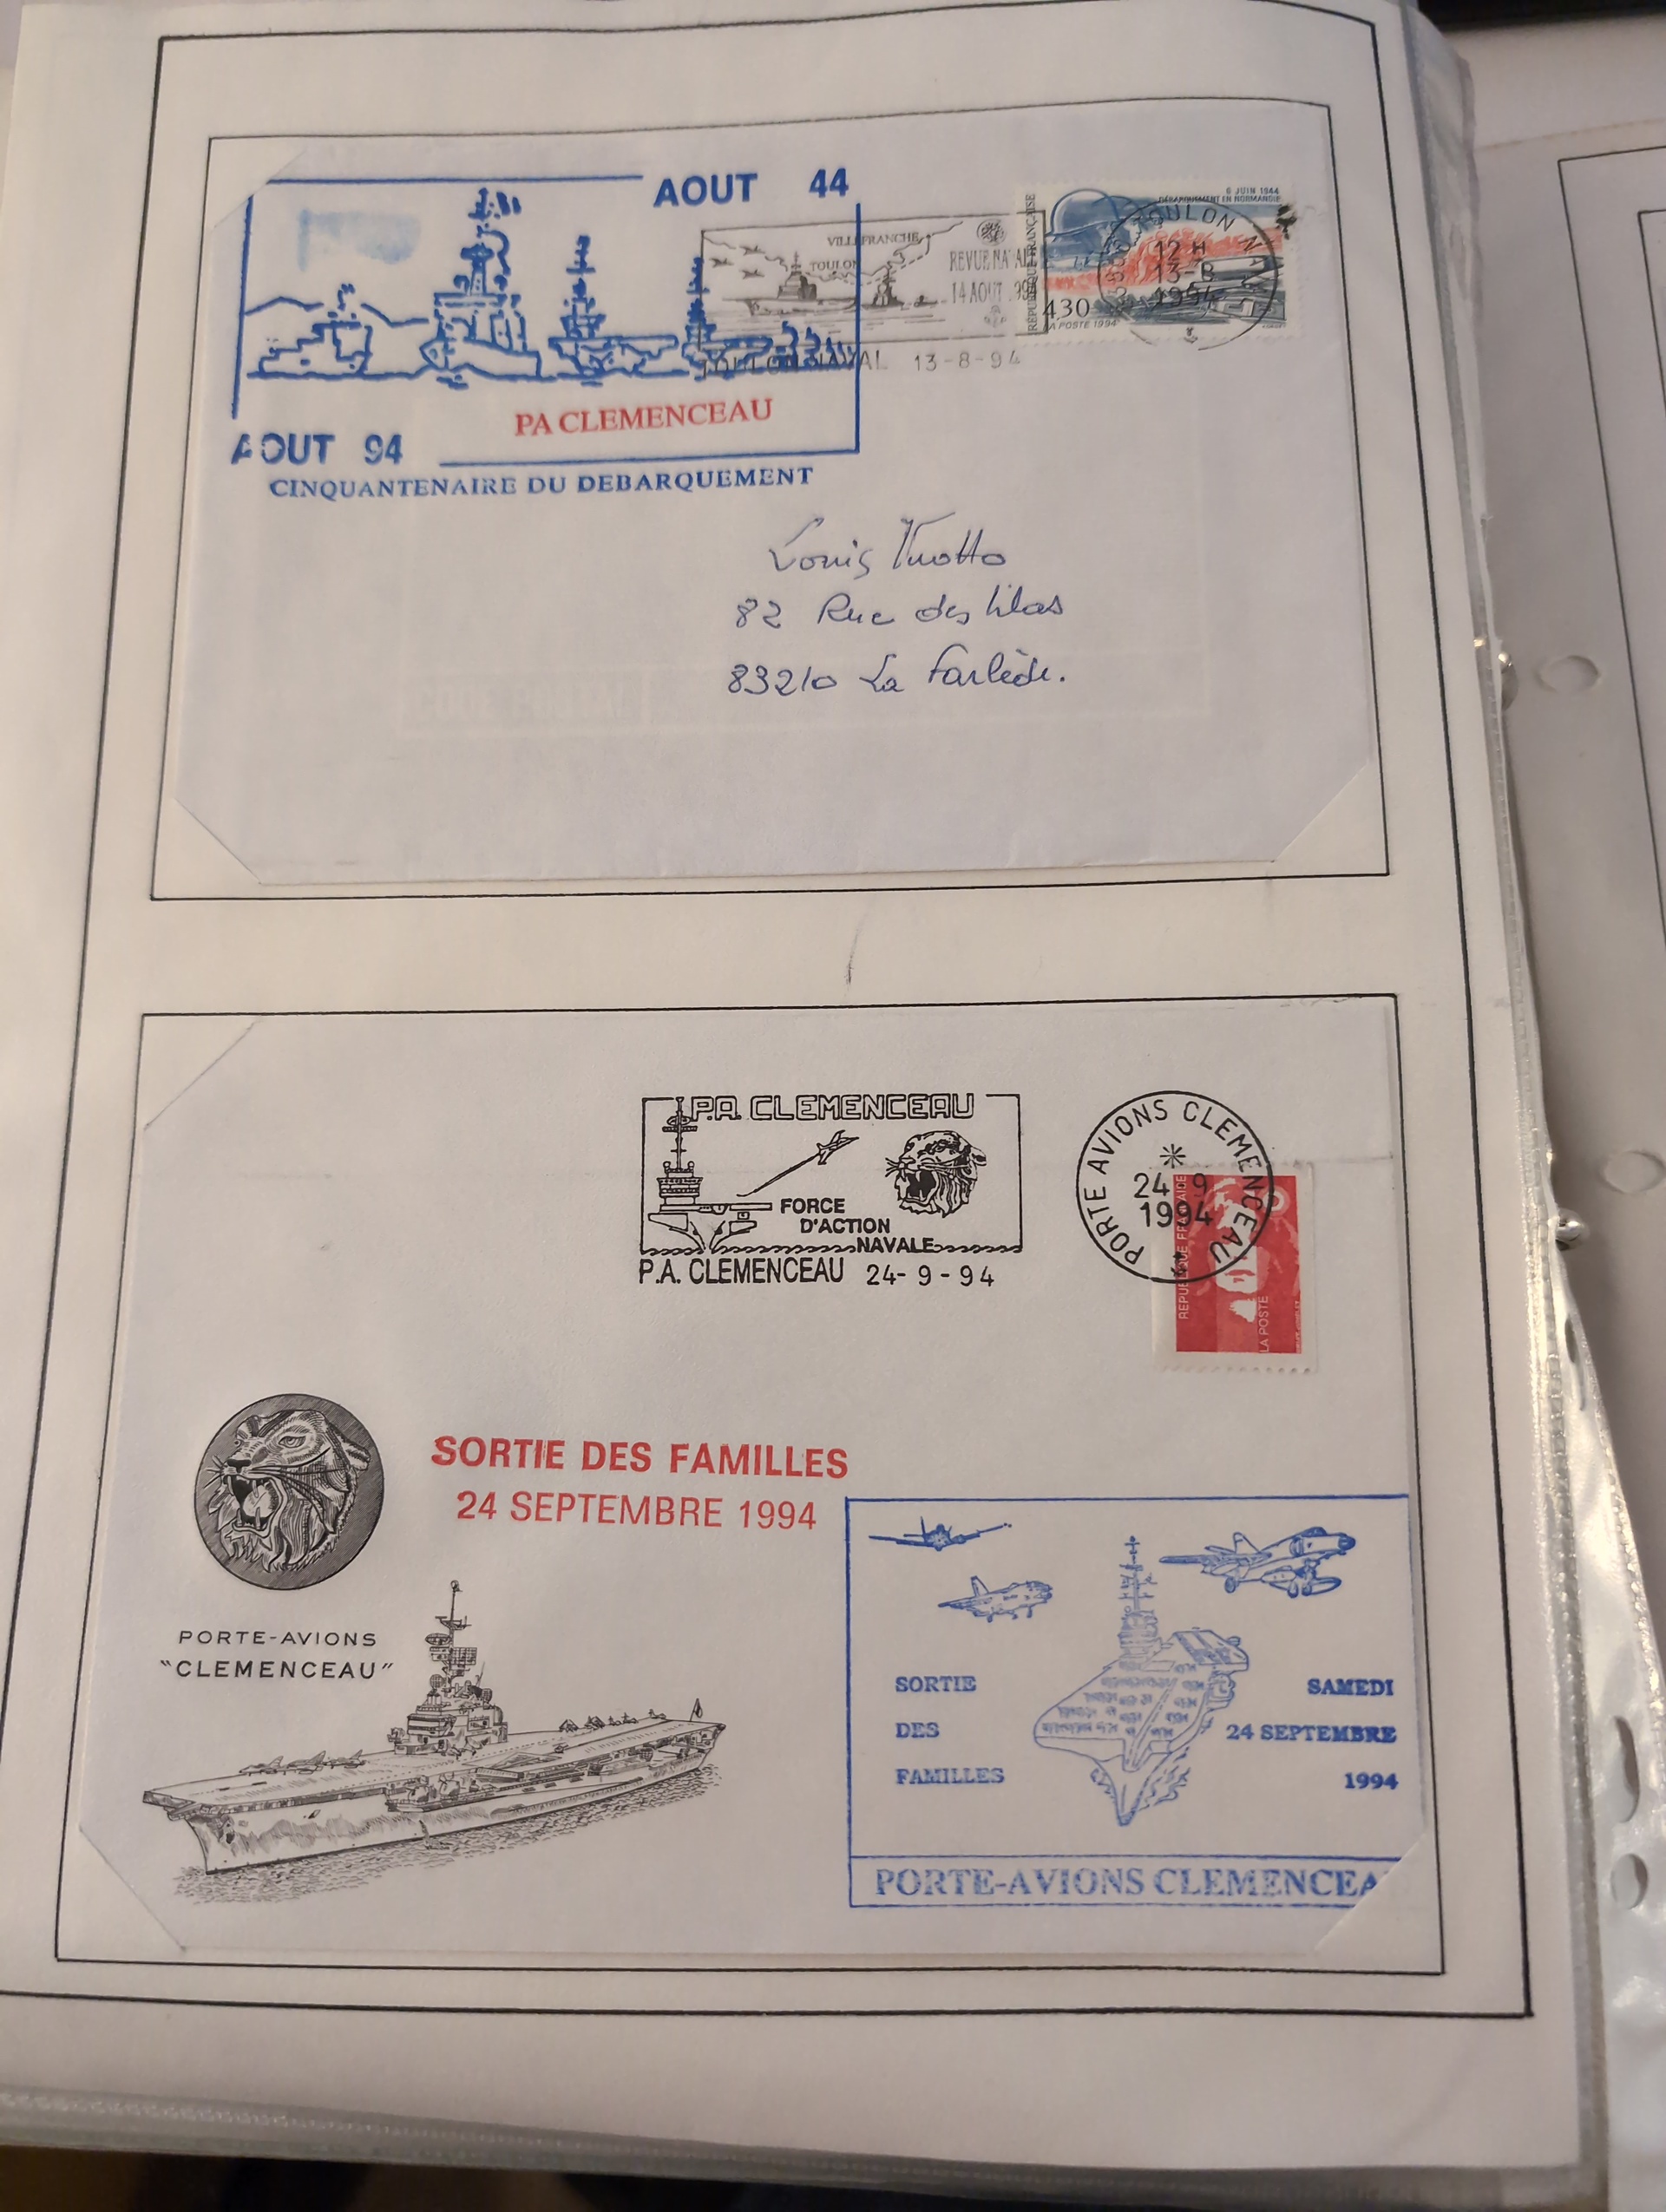 AOUT 44
VILLEFRANCHE
TOULON
REVUE NAVALE
14 AOUT 1994
TOULON NAVAL 13-8-94
6 JUIN 1944
DÉBARQUEMENT EN NORMANDIE
RÉPUBLIQUE FRANÇAISE
4,30
LA POSTE 1994
TOULON NAVAL
12 H
13-8
1994
PA CLEMENCEAU
AOUT 94
CINQUANTENAIRE DU DEBARQUEMENT
Louis
82 Rue des lilas
83210 La Farlède.
P.A. CLEMENCEAU
FORCE
D'ACTION
NAVALE
P.A. CLEMENCEAU 24-9-94
PORTE AVIONS CLEMENCEAU
24 9
1994
REPUBLIQUE FRANÇAISE
LA POSTE
SORTIE DES FAMILLES
24 SEPTEMBRE 1994
PORTE-AVIONS
"CLEMENCEAU"
SORTIE
DES
FAMILLES
SAMEDI
24 SEPTEMBRE
1994
PORTE-AVIONS CLEMENCEA